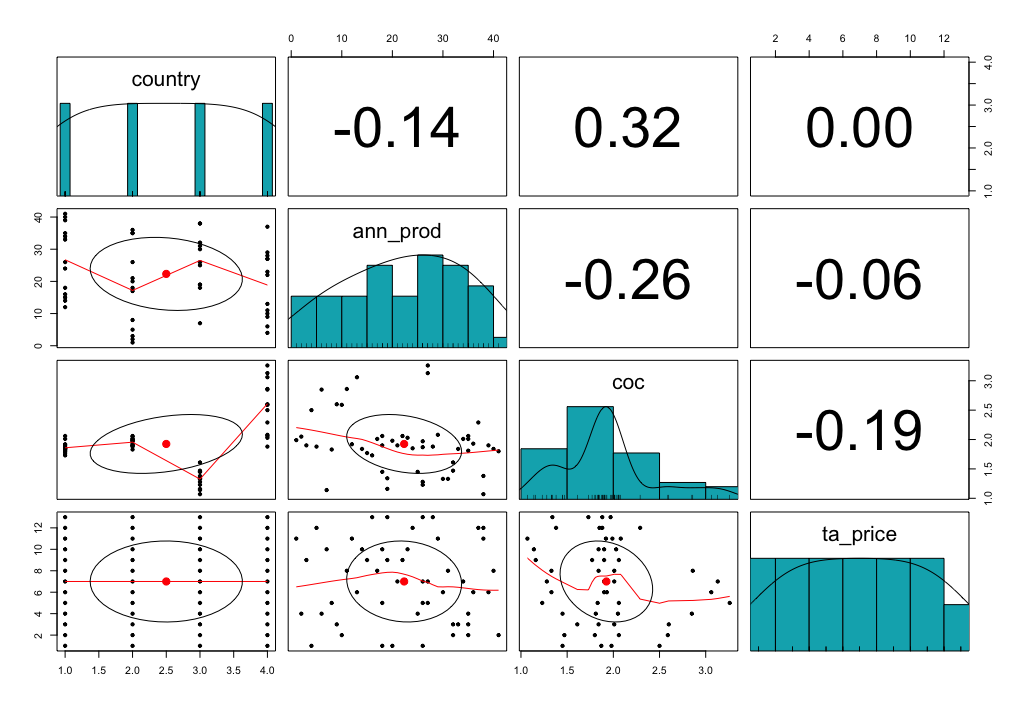 0 10 20 30 40 2 4 6 8 10 12
country -0.14 0.32 0.00 1.0 2.0 3.0 4.0
0 10 20 30 40 ann_prod -0.26 -0.06
coc -0.19 1.0 1.5 2.0 2.5 3.0
2 4 6 8 10 12 ta_price
1.0 1.5 2.0 2.5 3.0 3.5 4.0 1.0 1.5 2.0 2.5 3.0